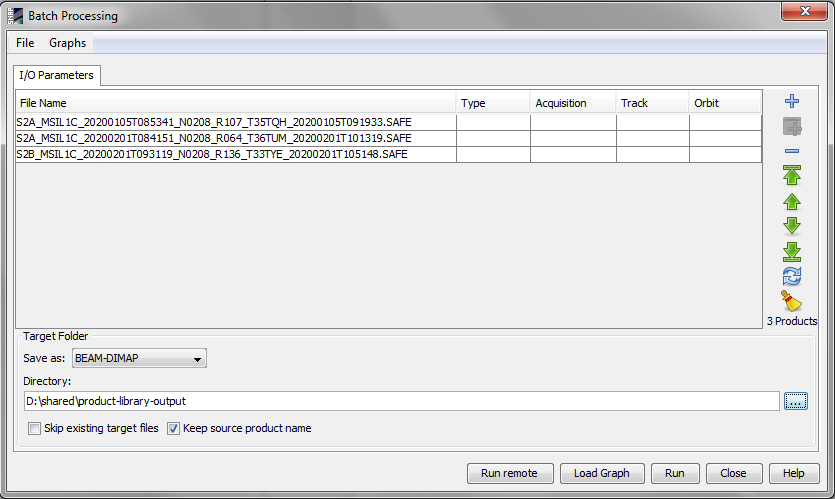 SNAP
Batch Processing
File Graphs
I/O Parameters
File Name Type Acquisition Track Orbit
S2A_MSIL1C_20200105T085341_N0208_R107_T35TQH_20200105T091933.SAFE
S2A_MSIL1C_20200201T084151_N0208_R064_T36TUM_20200201T101319.SAFE
S2B_MSIL1C_20200201T093119_N0208_R136_T33TYE_20200201T105148.SAFE
3 Products
Target Folder
Save as: BEAM-DIMAP
Directory:
D:\shared\product-library-output
...
Skip existing target files Keep source product name
Run remote Load Graph Run Close Help